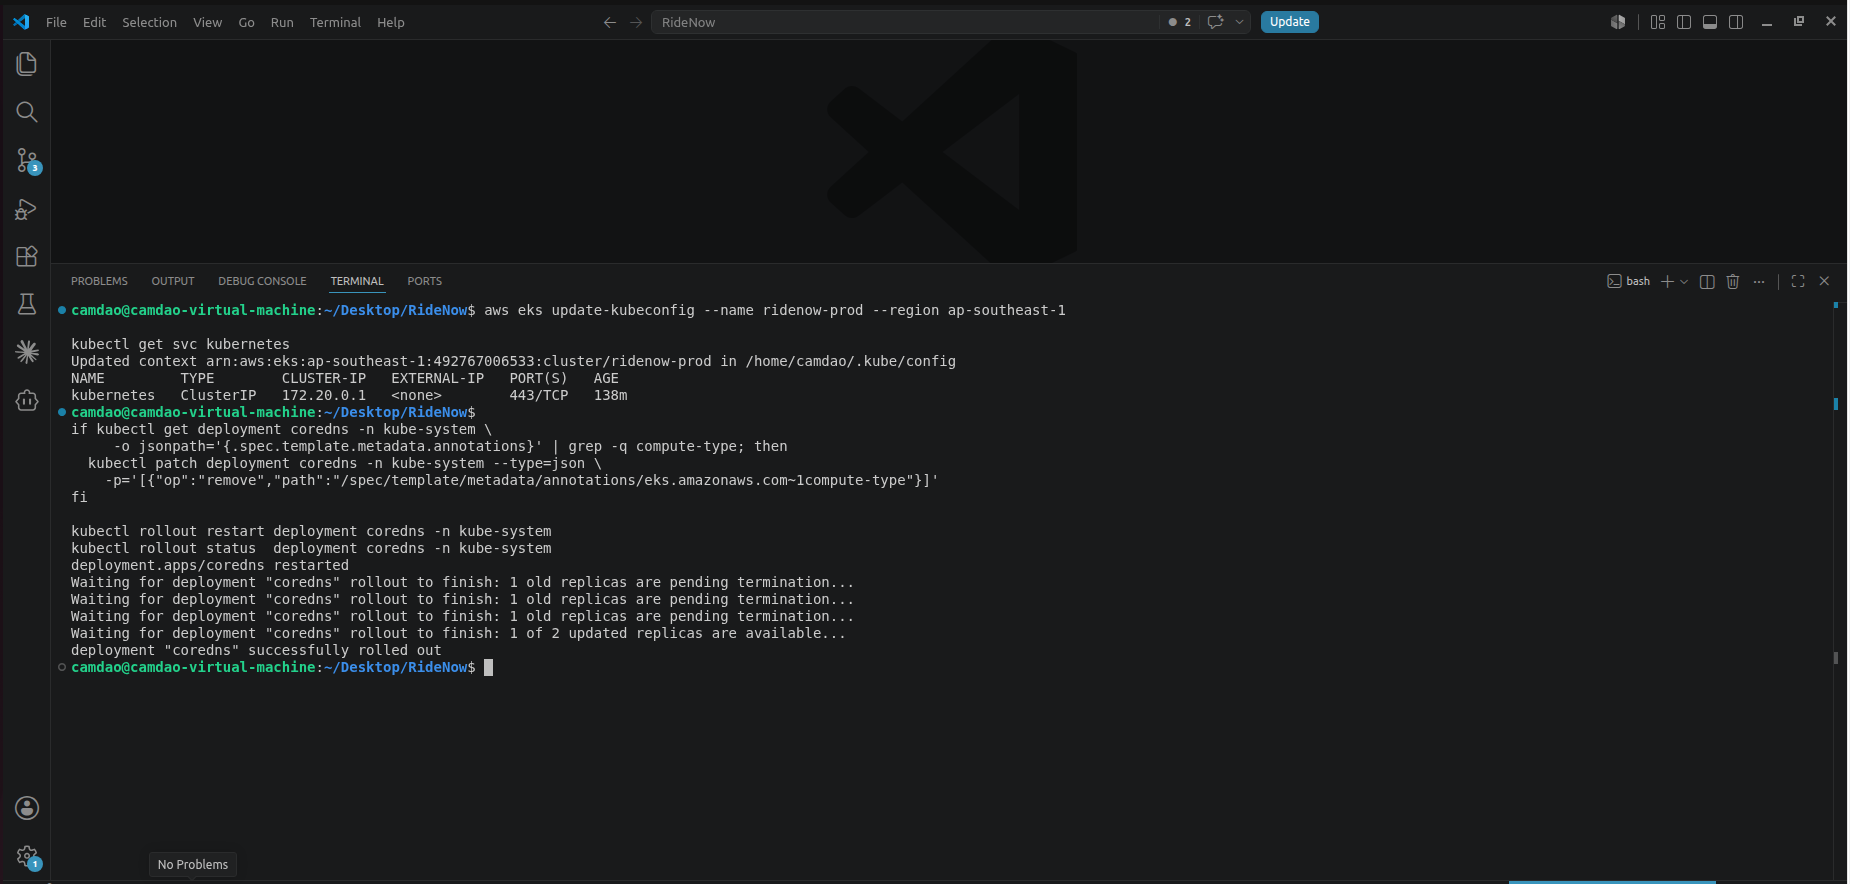 File Edit Selection View Go Run Terminal Help
RideNow
2
Update
3
PROBLEMS OUTPUT DEBUG CONSOLE TERMINAL PORTS
bash
camdao@camdao-virtual-machine:~/Desktop/RideNow$ aws eks update-kubeconfig --name ridenow-prod --region ap-southeast-1
kubectl get svc kubernetes
Updated context arn:aws:eks:ap-southeast-1:492767006533:cluster/ridenow-prod in /home/camdao/.kube/config
NAME TYPE CLUSTER-IP EXTERNAL-IP PORT(S) AGE
kubernetes ClusterIP 172.20.0.1 <none> 443/TCP 138m
camdao@camdao-virtual-machine:~/Desktop/RideNow$
if kubectl get deployment coredns -n kube-system \
-o jsonpath='{.spec.template.metadata.annotations}' | grep -q compute-type; then
kubectl patch deployment coredns -n kube-system --type=json \
-p='[{"op":"remove","path":"/spec/template/metadata/annotations/eks.amazonaws.com~1compute-type"}]'
fi
kubectl rollout restart deployment coredns -n kube-system
kubectl rollout status  deployment coredns -n kube-system
deployment.apps/coredns restarted
Waiting for deployment "coredns" rollout to finish: 1 old replicas are pending termination...
Waiting for deployment "coredns" rollout to finish: 1 old replicas are pending termination...
Waiting for deployment "coredns" rollout to finish: 1 old replicas are pending termination...
Waiting for deployment "coredns" rollout to finish: 1 of 2 updated replicas are available...
deployment "coredns" successfully rolled out
camdao@camdao-virtual-machine:~/Desktop/RideNow$
1
No Problems